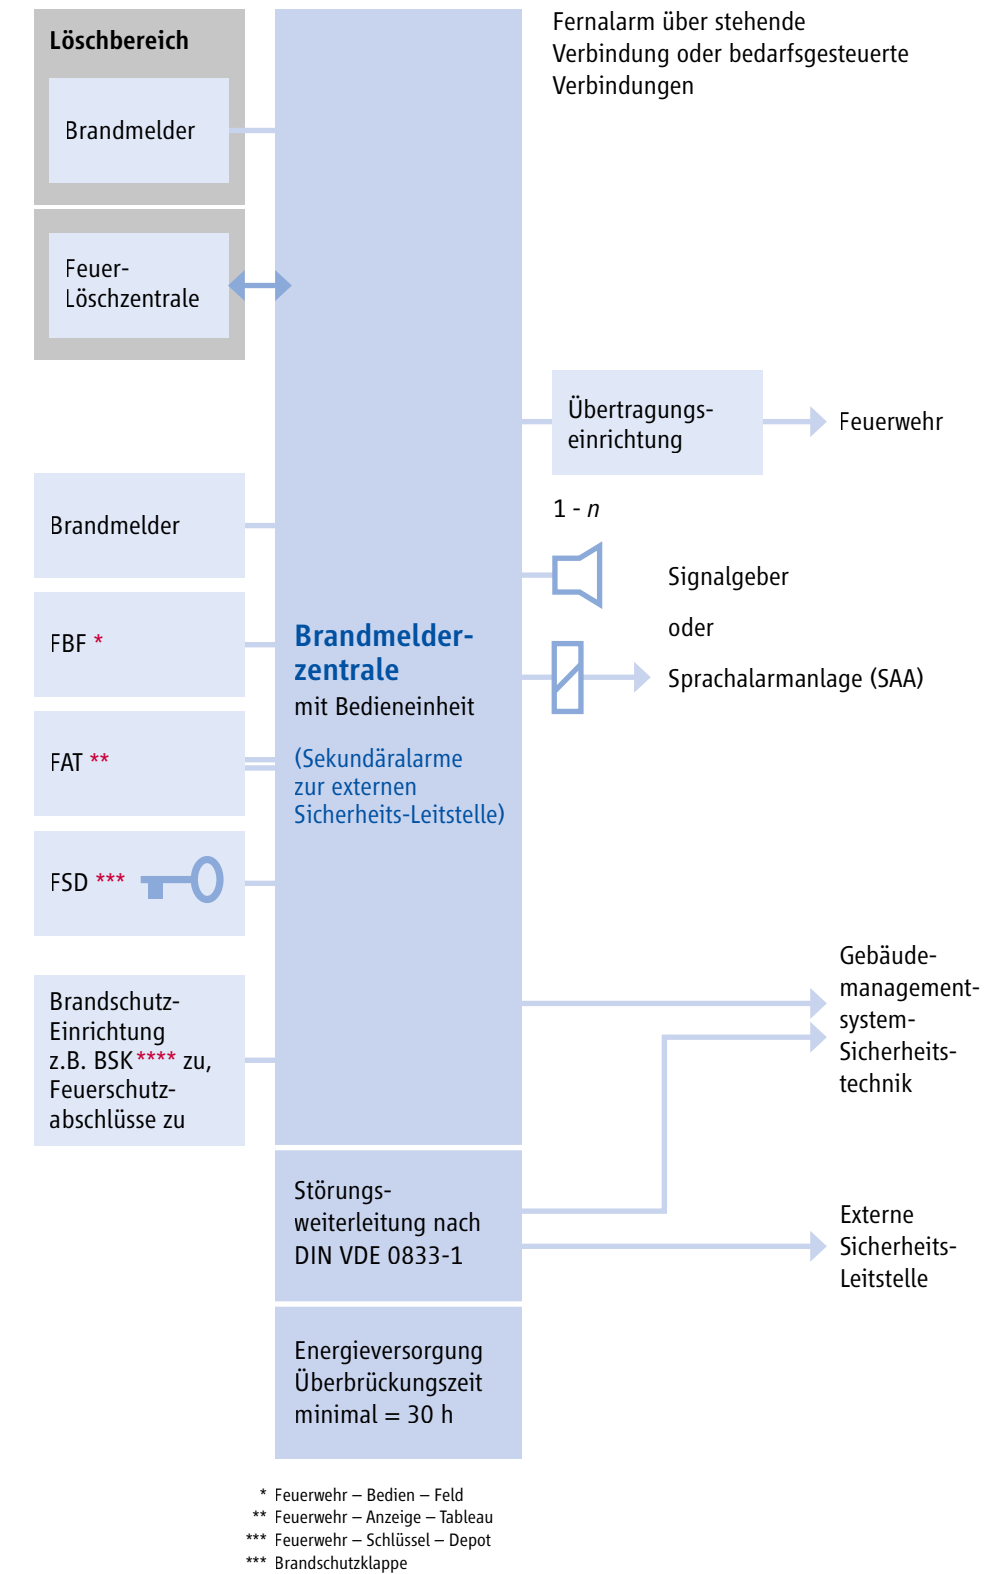 Löschbereich
Brandmelder
Feuer-
Löschzentrale
Brandmelder
FBF *
FAT **
FSD ***
Brandschutz-
Einrichtung
z.B. BSK**** zu,
Feuerschutz-
abschlüsse zu
Brandmelder-
zentrale
mit Bedieneinheit
(Sekundäralarme
zur externen
Sicherheits-Leitstelle)
Störungs-
weiterleitung nach
DIN VDE 0833-1
Energieversorgung
Überbrückungszeit
minimal = 30 h
Fernalarm über stehende
Verbindung oder bedarfsgesteuerte
Verbindungen
Übertragungs-
einrichtung
Feuerwehr
1 - n
Signalgeber
oder
Sprachalarmanlage (SAA)
Gebäude-
management-
system-
Sicherheits-
technik
Externe
Sicherheits-
Leitstelle
* Feuerwehr – Bedien – Feld
** Feuerwehr – Anzeige – Tableau
*** Feuerwehr – Schlüssel – Depot
*** Brandschutzklappe